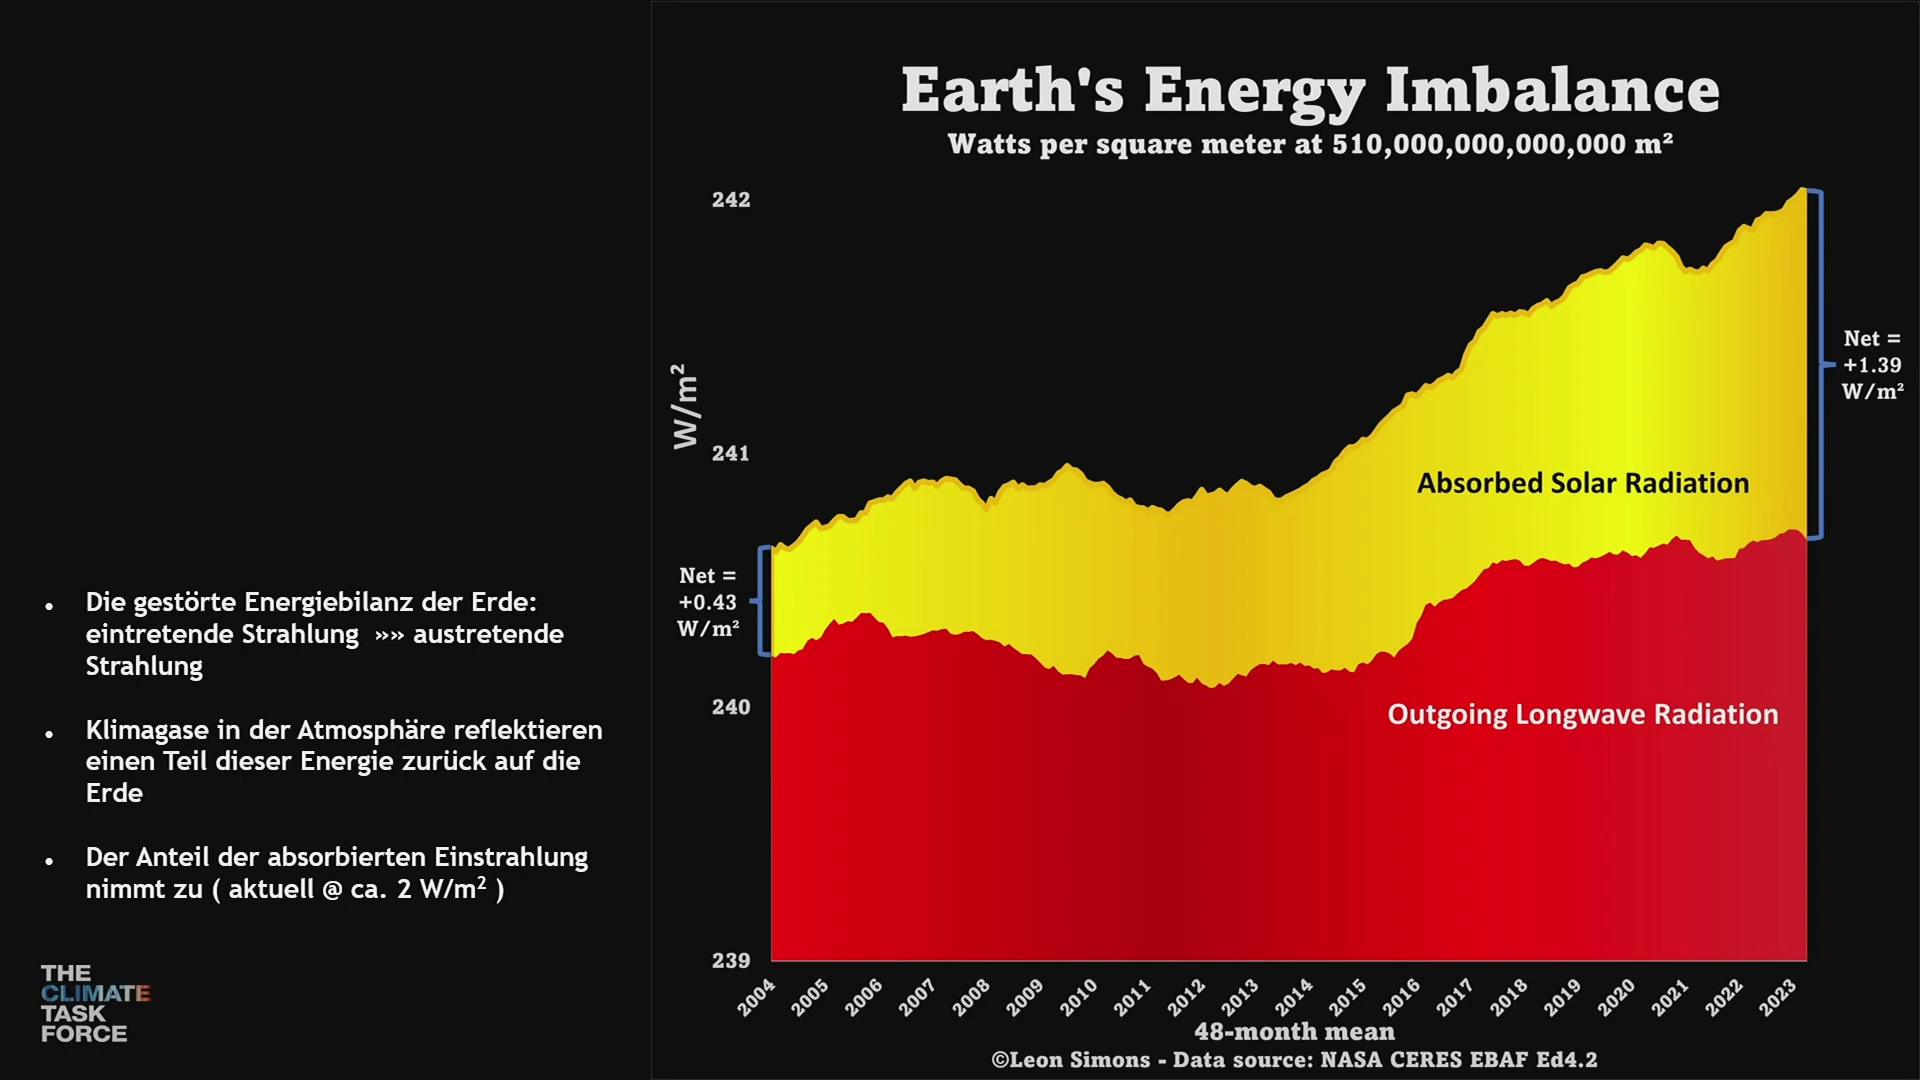 Earth's Energy Imbalance
Watts per square meter at 510,000,000,000,000 m²
242
241
240
239
W/m²
Net =
+0.43
W/m²
Net =
+1.39
W/m²
Absorbed Solar Radiation
Outgoing Longwave Radiation
2004 2005 2006 2007 2008 2009 2010 2011 2012 2013 2014 2015 2016 2017 2018 2019 2020 2021 2022 2023
48-month mean
©Leon Simons - Data source: NASA CERES EBAF Ed4.2
• Die gestörte Energiebilanz der Erde:
eintretende Strahlung »» austretende
Strahlung
• Klimagase in der Atmosphäre reflektieren
einen Teil dieser Energie zurück auf die
Erde
• Der Anteil der absorbierten Einstrahlung
nimmt zu ( aktuell @ ca. 2 W/m² )
THE
CLIMATE
TASK
FORCE